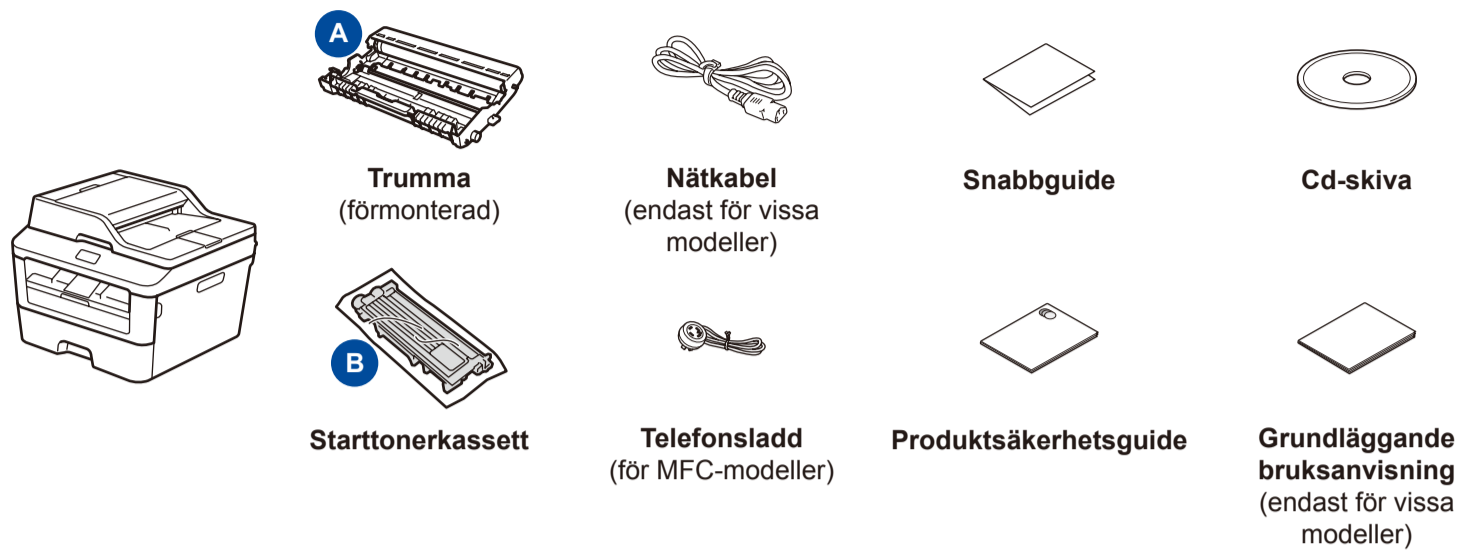 A
Trumma
(förmonterad)
Nätkabel
(endast för vissa
modeller)
Snabbguide
Cd-skiva
B
Starttonerkassett
Telefonsladd
(för MFC-modeller)
Produktsäkerhetsguide
Grundläggande
bruksanvisning
(endast för vissa
modeller)